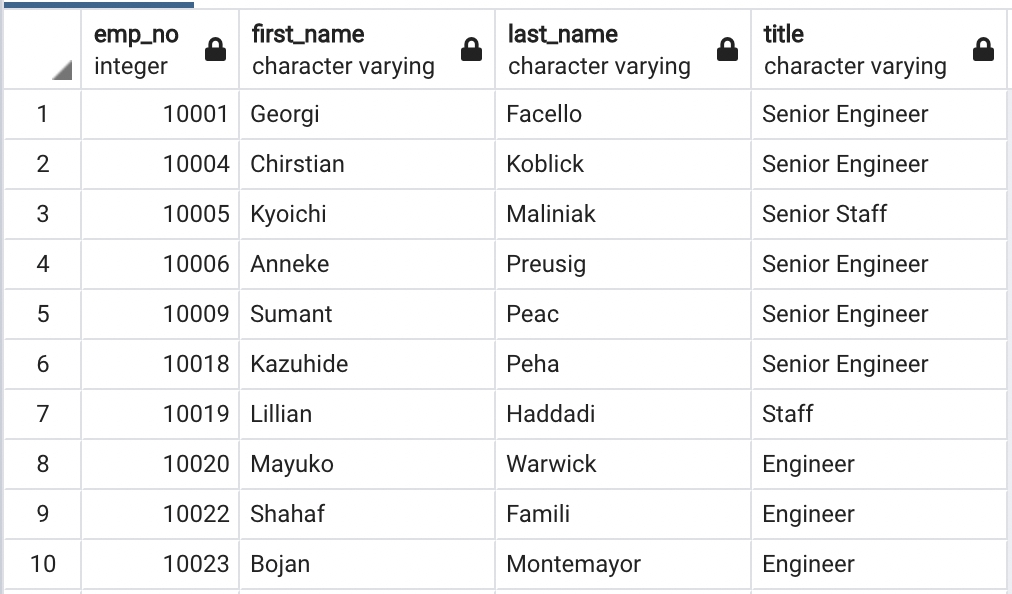 emp_no first_name last_name title
integer character varying character varying character varying
1 10001 Georgi Facello Senior Engineer
2 10004 Chirstian Koblick Senior Engineer
3 10005 Kyoichi Maliniak Senior Staff
4 10006 Anneke Preusig Senior Engineer
5 10009 Sumant Peac Senior Engineer
6 10018 Kazuhide Peha Senior Engineer
7 10019 Lillian Haddadi Staff
8 10020 Mayuko Warwick Engineer
9 10022 Shahaf Famili Engineer
10 10023 Bojan Montemayor Engineer